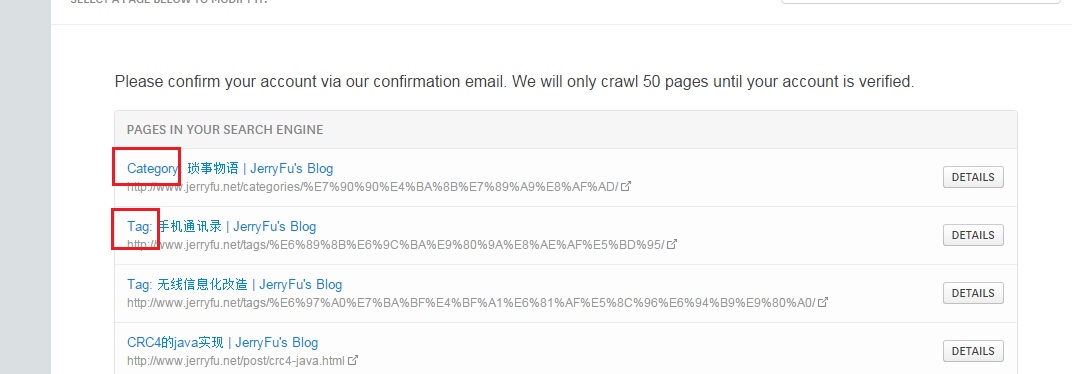 SELECT A PAGE BELOW TO MODIFY IT.
Please confirm your account via our confirmation email. We will only crawl 50 pages until your account is verified.
PAGES IN YOUR SEARCH ENGINE
Category: 琐事物语 | JerryFu's Blog
http://www.jerryfu.net/categories/%E7%90%90%E4%BA%8B%E7%89%A9%E8%AF%AD/
DETAILS
Tag: 手机通讯录 | JerryFu's Blog
http://www.jerryfu.net/tags/%E6%89%8B%E6%9C%BA%E9%80%9A%E8%AE%AF%E5%BD%95/
DETAILS
Tag: 无线信息化改造 | JerryFu's Blog
http://www.jerryfu.net/tags/%E6%97%A0%E7%BA%BF%E4%BF%A1%E6%81%AF%E5%8C%96%E6%94%B9%E9%80%A0/
DETAILS
CRC4的java实现 | JerryFu's Blog
http://www.jerryfu.net/post/crc4-java.html
DETAILS